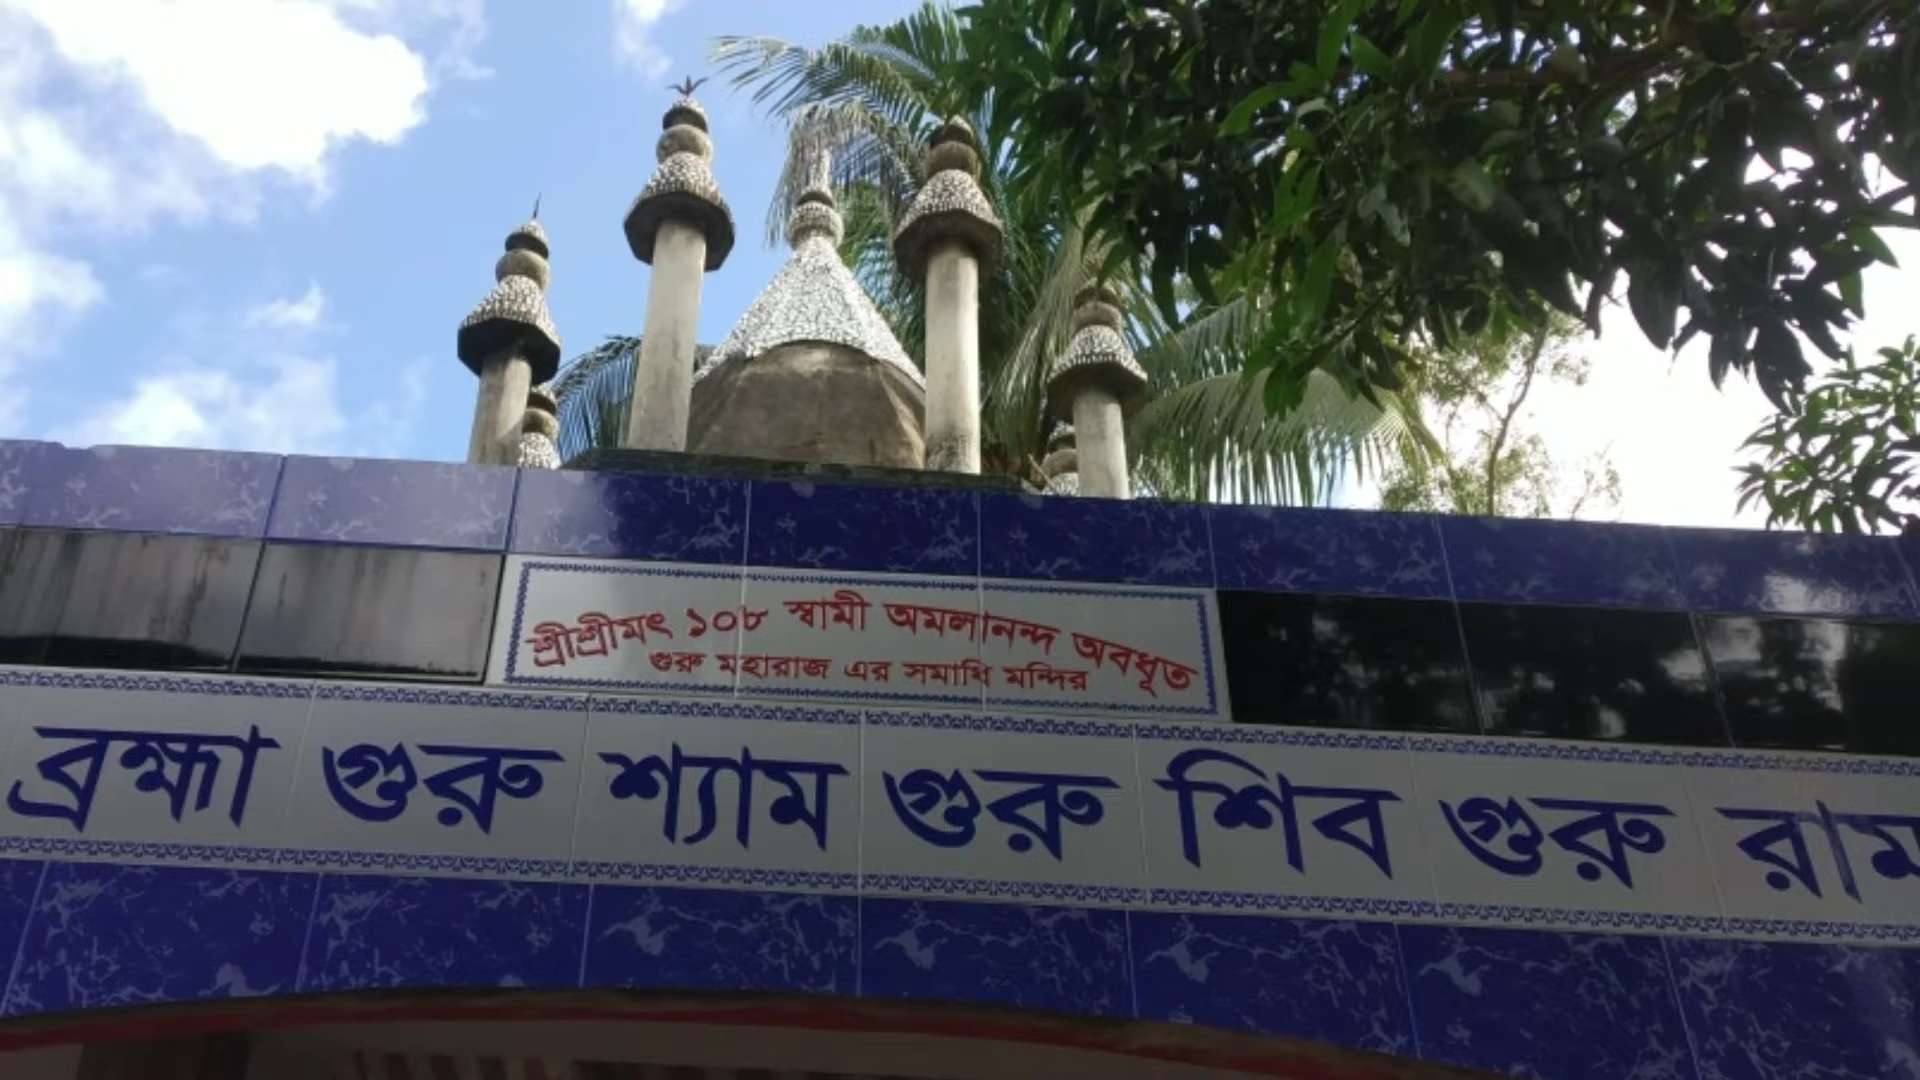 শ্রীশ্রীমৎ ১০৮ স্বামী অমলানন্দ অবধূত
গুরু মহারাজ এর সমাধি মন্দির
ব্রহ্মা গুরু শ্যাম গুরু শিব গুরু রাম